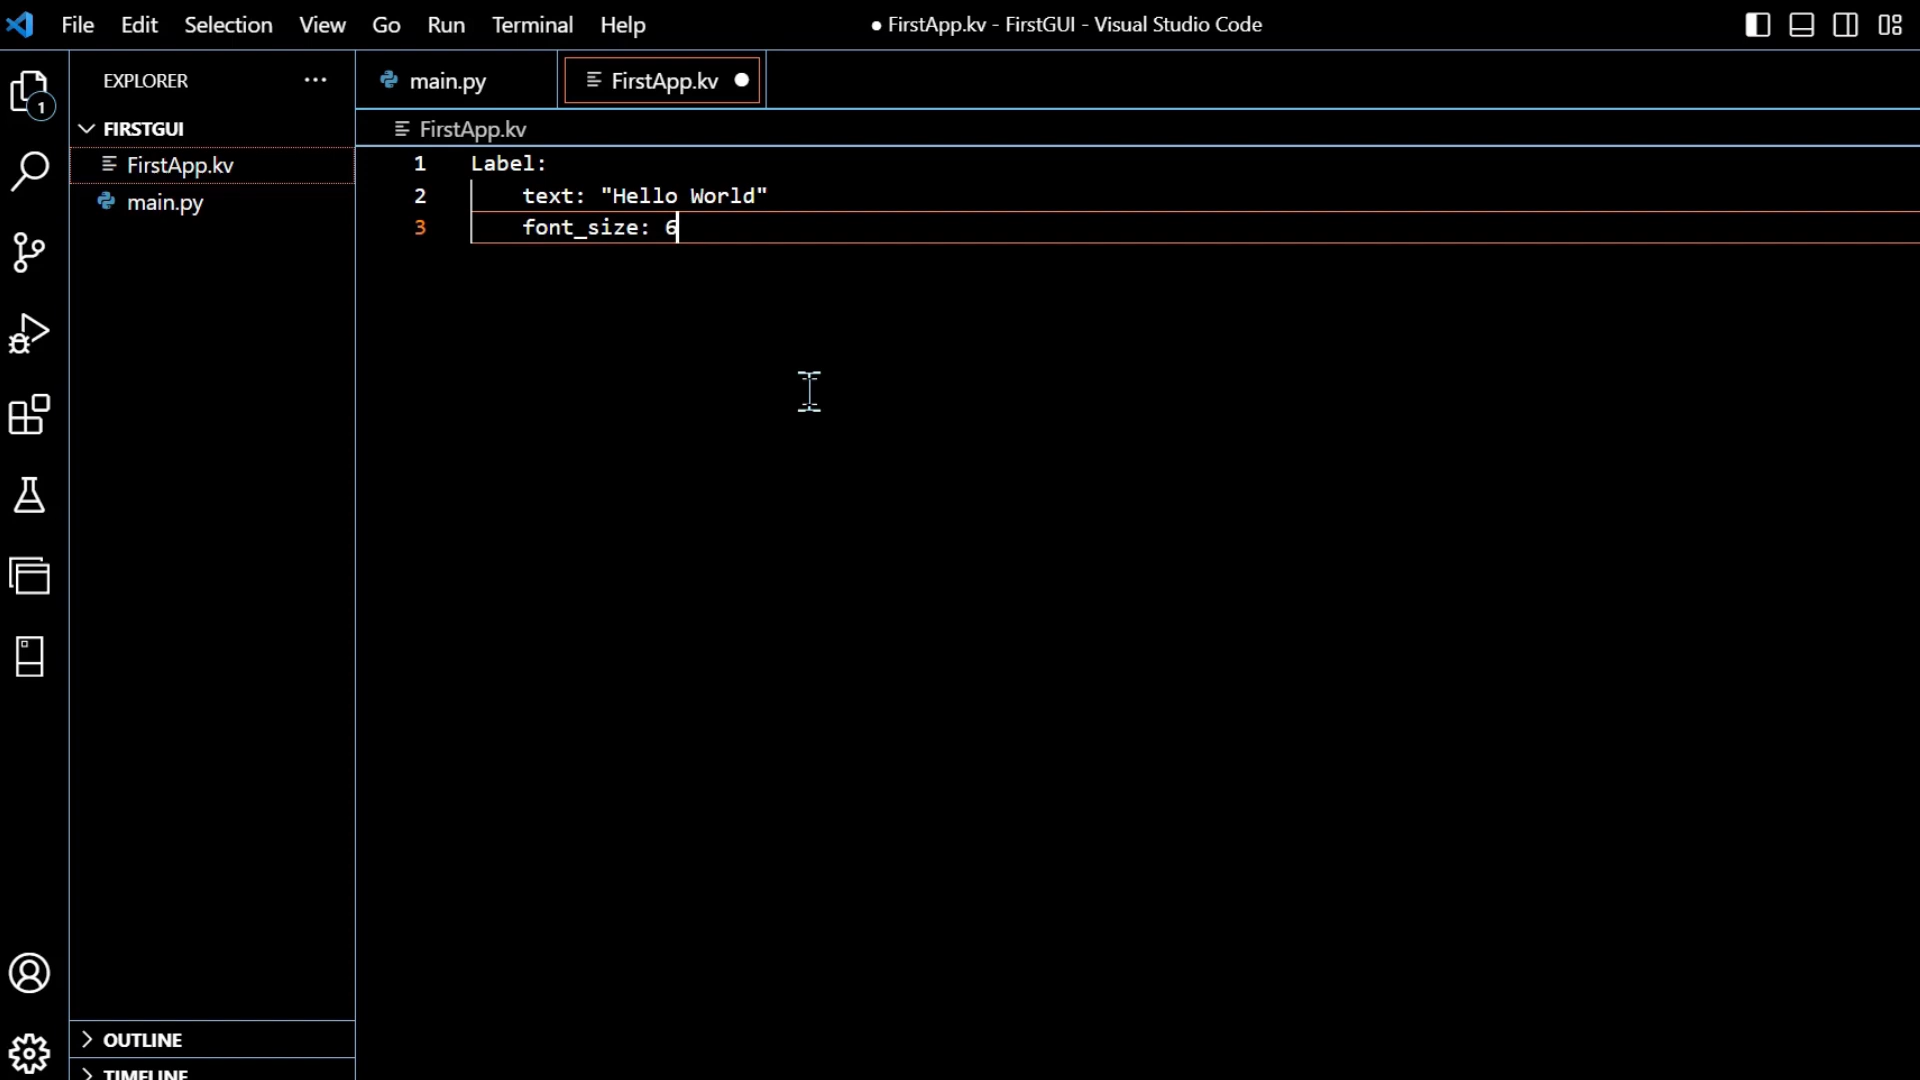 File Edit Selection View Go Run Terminal Help
● FirstApp.kv - FirstGUI - Visual Studio Code
EXPLORER
main.py
FirstApp.kv
1
FIRSTGUI
FirstApp.kv
FirstApp.kv
main.py
1 Label:
2 text: "Hello World"
3 font_size: 6
OUTLINE
TIMELINE